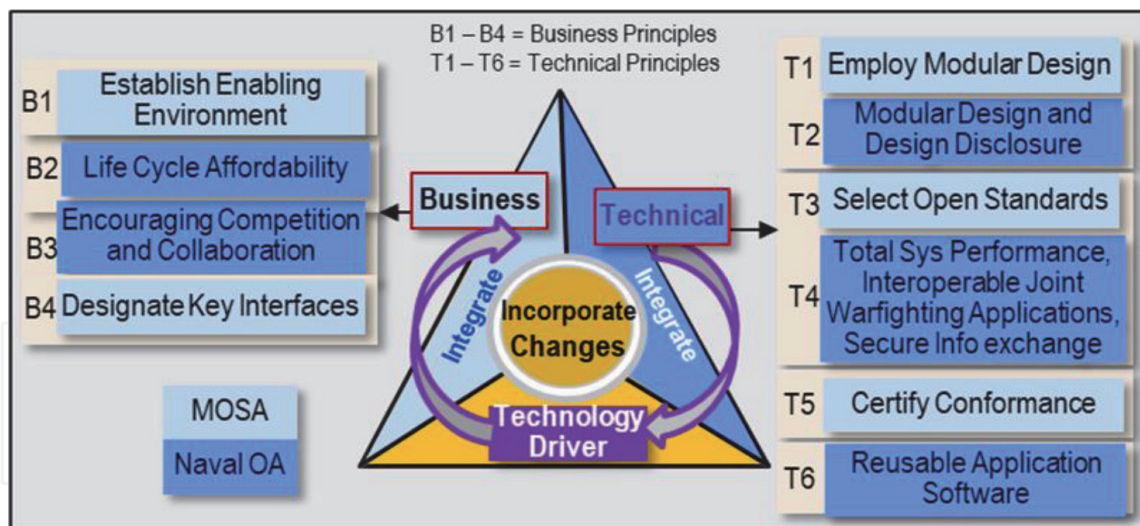 B1 – B4 = Business Principles
T1 – T6 = Technical Principles
B1
Establish Enabling
Environment
B2
Life Cycle Affordability
B3
Encouraging Competition
and Collaboration
B4
Designate Key Interfaces
MOSA
Naval OA
Business
Technical
Integrate
Integrate
Incorporate
Changes
Technology
Driver
T1
Employ Modular Design
T2
Modular Design and
Design Disclosure
T3
Select Open Standards
T4
Total Sys Performance,
Interoperable Joint
Warfighting Applications,
Secure Info exchange
T5
Certify Conformance
T6
Reusable Application
Software